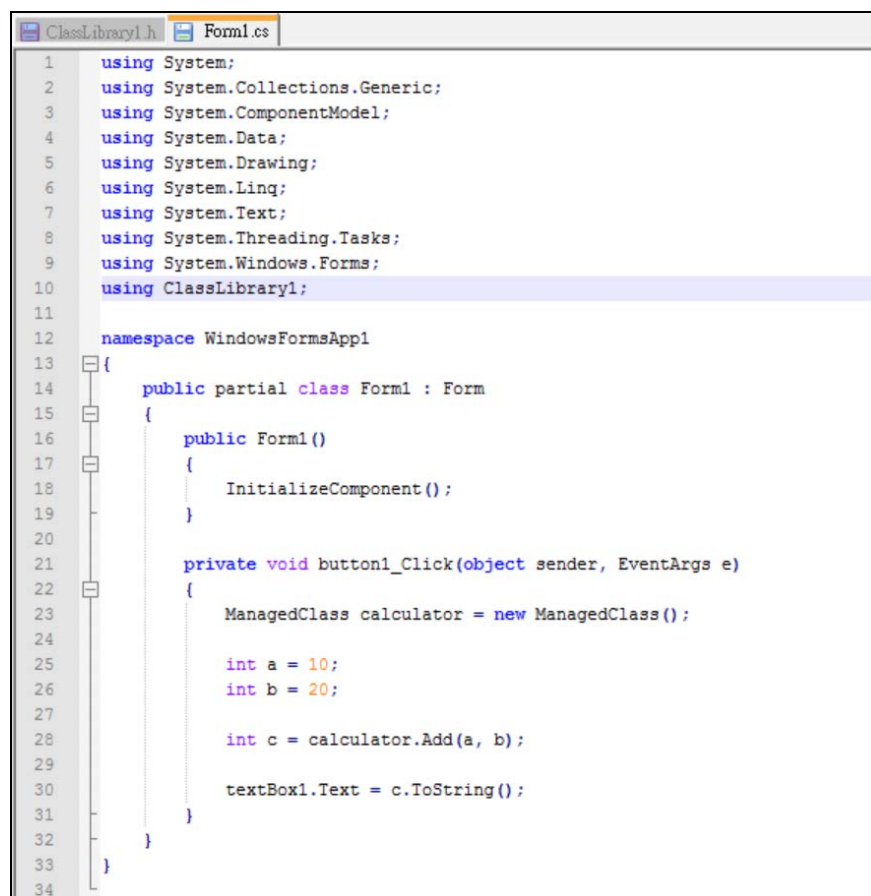 ClassLibrary1.h Form1.cs
1 using System;
2 using System.Collections.Generic;
3 using System.ComponentModel;
4 using System.Data;
5 using System.Drawing;
6 using System.Linq;
7 using System.Text;
8 using System.Threading.Tasks;
9 using System.Windows.Forms;
10 using ClassLibrary1;
11
12 namespace WindowsFormsApp1
13 {
14 public partial class Form1 : Form
15 {
16 public Form1()
17 {
18 InitializeComponent();
19 }
20
21 private void button1_Click(object sender, EventArgs e)
22 {
23 ManagedClass calculator = new ManagedClass();
24
25 int a = 10;
26 int b = 20;
27
28 int c = calculator.Add(a, b);
29
30 textBox1.Text = c.ToString();
31 }
32 }
33 }
34